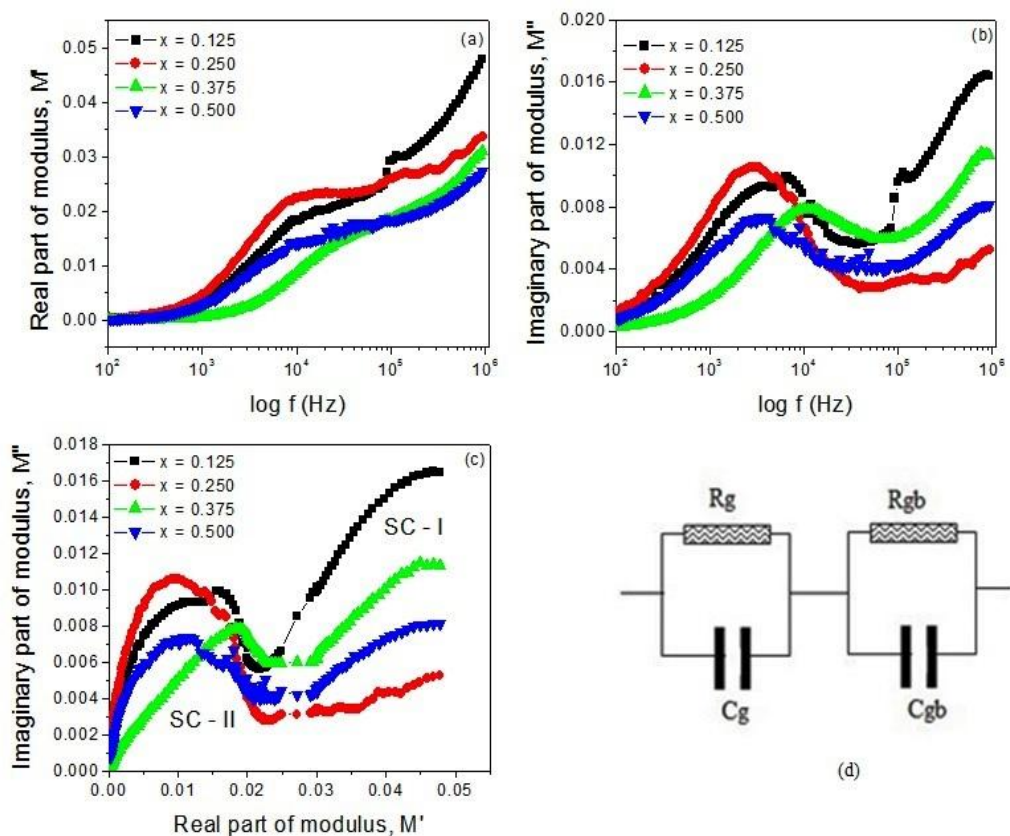 (a)
x = 0.125
x = 0.250
x = 0.375
x = 0.500
Real part of modulus, M'
0.05
0.04
0.03
0.02
0.01
0.00
10² 10³ 10⁴ 10⁵ 10⁶
log f (Hz)
(b)
x = 0.125
x = 0.250
x = 0.375
x = 0.500
Imaginary part of modulus, M"
0.020
0.016
0.012
0.008
0.004
0.000
10² 10³ 10⁴ 10⁵ 10⁶
log f (Hz)
(c)
x = 0.125
x = 0.250
x = 0.375
x = 0.500
SC - I
SC - II
Imaginary part of modulus, M"
0.018
0.016
0.014
0.012
0.010
0.008
0.006
0.004
0.002
0.000
0.00 0.01 0.02 0.03 0.04 0.05
Real part of modulus, M'
Rg Rgb
Cg Cgb
(d)